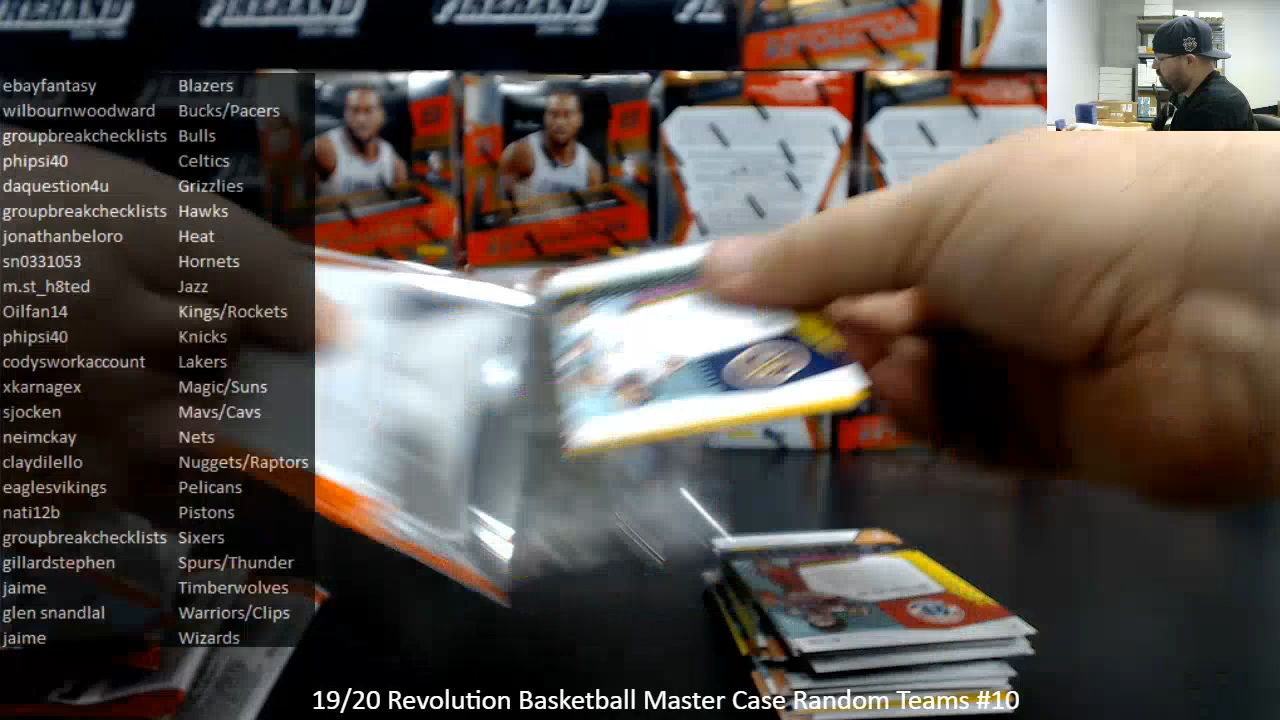 REVOLUTION
ebayfantasy Blazers
wilbournwoodward Bucks/Pacers
groupbreakchecklists Bulls
phipsi40 Celtics
daquestion4u Grizzlies
groupbreakchecklists Hawks
jonathanbeloro Heat
sn0331053 Hornets
m.st_h8ted Jazz
Oilfan14 Kings/Rockets
phipsi40 Knicks
codysworkaccount Lakers
xkarnagex Magic/Suns
sjocken Mavs/Cavs
neimckay Nets
claydilello Nuggets/Raptors
eaglesvikings Pelicans
nati12b Pistons
groupbreakchecklists Sixers
gillardstephen Spurs/Thunder
jaime Timberwolves
glen snandlal Warriors/Clips
jaime Wizards
19/20 Revolution Basketball Master Case Random Teams #10